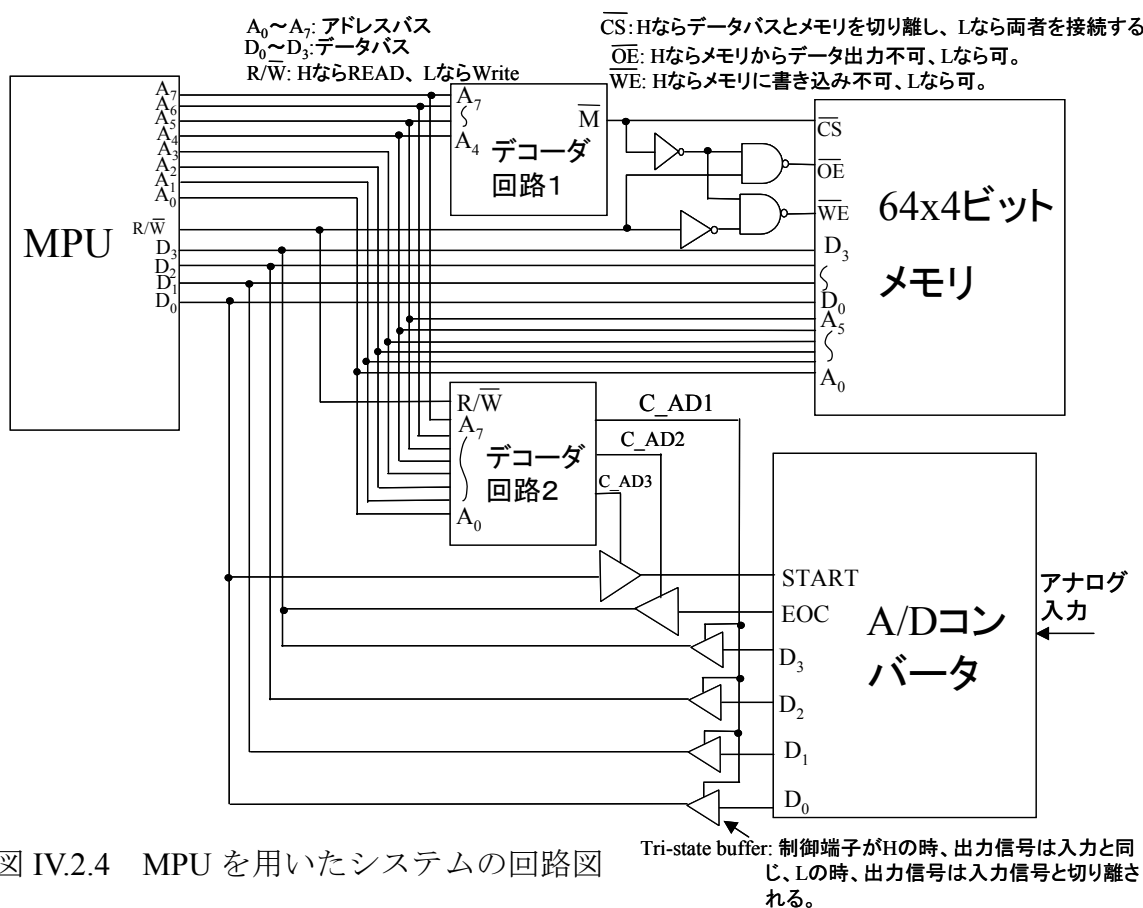 A₀～A₇: アドレスバス
D₀～D₃:データバス
R/W̅: HならREAD、LならWrite
C̅S̅:Hならデータバスとメモリを切り離し、Lなら両者を接続する
O̅E̅: Hならメモリからデータ出力不可、Lなら可。
W̅E̅: Hならメモリに書き込み不可、Lなら可。
MPU
A₇
A₆
A₅
A₄
A₃
A₂
A₁
A₀
R/W̅
D₃
D₂
D₁
D₀
A₇
A₄
M̅
デコーダ
回路1
C̅S̅
O̅E̅
W̅E̅
D₃
D₀
A₅
A₀
64x4ビット
メモリ
R/W̅
A₇
A₀
デコーダ
回路２
C_AD1
C_AD2
C_AD3
START
EOC
D₃
D₂
D₁
D₀
A/Dコン
バータ
アナログ
入力
図 IV.2.4 MPU を用いたシステムの回路図
Tri-state buffer: 制御端子がHの時、出力信号は入力と同
じ、Lの時、出力信号は入力信号と切り離さ
れる。